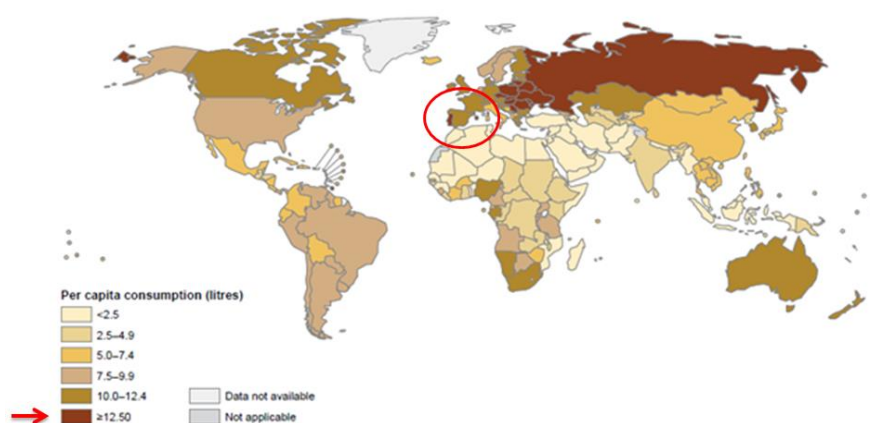 Per capita consumption (litres)
<2.5
2.5–4.9
5.0–7.4
7.5–9.9
10.0–12.4
≥12.50
Data not available
Not applicable